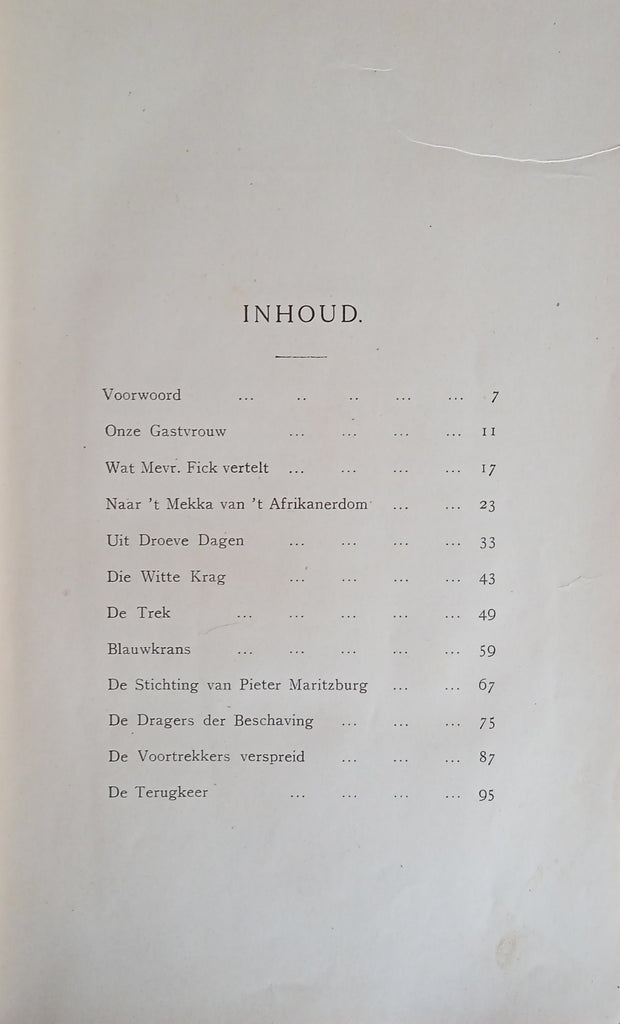 INHOUD.
Voorwoord ... .. .. ... ... 7
Onze Gastvrouw ... ... ... ... 11
Wat Mevr. Fick vertelt ... ... ... ... 17
Naar 't Mekka van 't Afrikanerdom ... ... 23
Uit Droeve Dagen ... ... ... ... 33
Die Witte Krag ... ... ... ... 43
De Trek ... ... ... ... ... 49
Blauwkrans ... ... ... ... ... 59
De Stichting van Pieter Maritzburg ... ... 67
De Dragers der Beschaving ... ... ... 75
De Voortrekkers verspreid ... ... ... 87
De Terugkeer ... ... ... ... 95